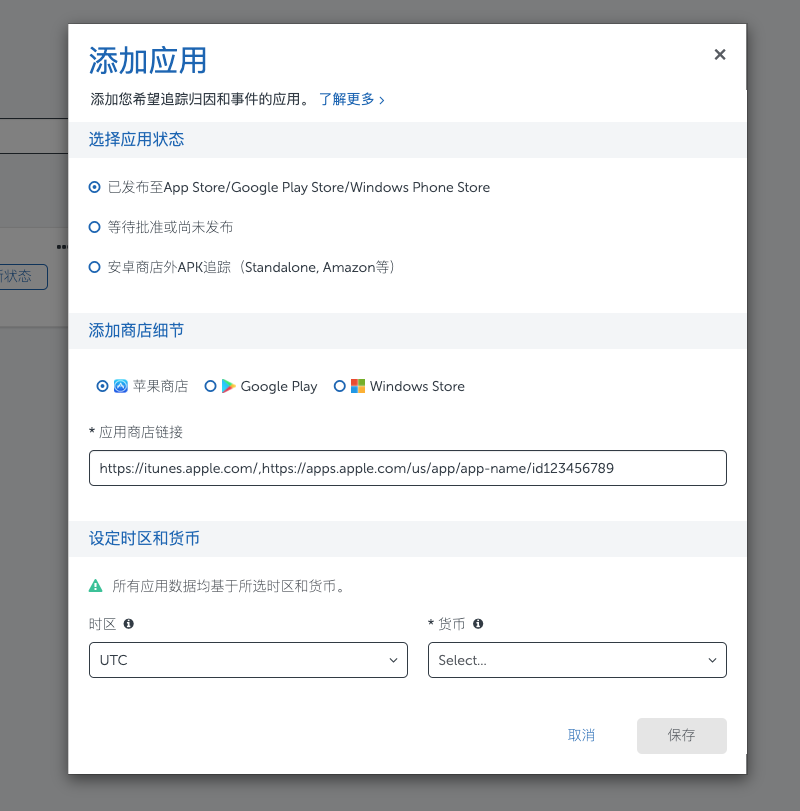 添加应用
添加您希望追踪归因和事件的应用。 了解更多
选择应用状态
已发布至App Store/Google Play Store/Windows Phone Store
等待批准或尚未发布
安卓商店外APK追踪（Standalone, Amazon等）
状态
添加商店细节
苹果商店 Google Play Windows Store
* 应用商店链接
https://itunes.apple.com/,https://apps.apple.com/us/app/app-name/id123456789
设定时区和货币
所有应用数据均基于所选时区和货币。
时区 * 货币
UTC Select...
取消 保存